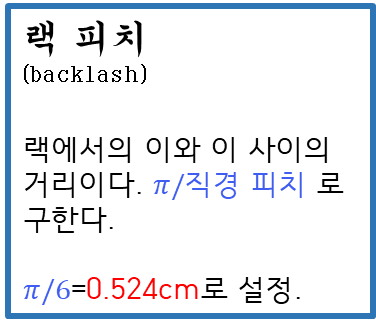 랙 피치
(backlash)
랙에서의 이와 이 사이의
거리이다. π/직경 피치 로
구한다.
π/6=0.524cm로 설정.